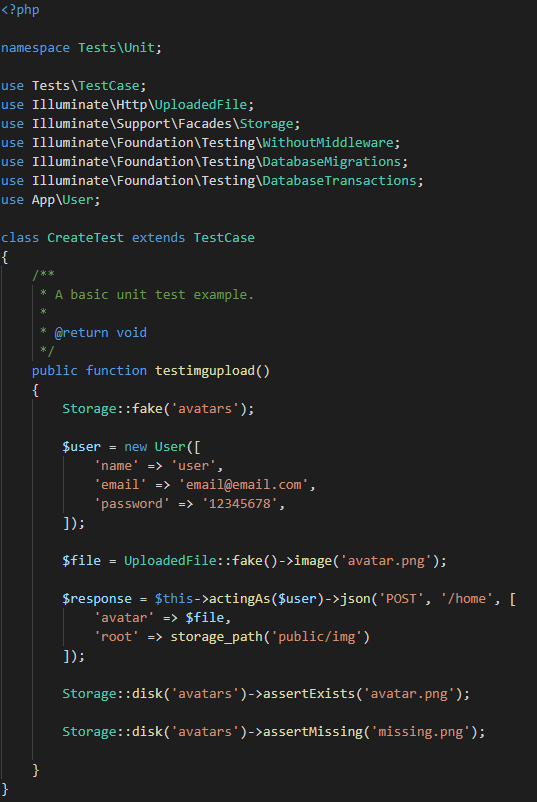 <?php
namespace Tests\Unit;
use Tests\TestCase;
use Illuminate\Http\UploadedFile;
use Illuminate\Support\Facades\Storage;
use Illuminate\Foundation\Testing\WithoutMiddleware;
use Illuminate\Foundation\Testing\DatabaseMigrations;
use Illuminate\Foundation\Testing\DatabaseTransactions;
use App\User;
class CreateTest extends TestCase
{
    /**
     * A basic unit test example.
     *
     * @return void
     */
    public function testimgupload()
    {
        Storage::fake('avatars');
        $user = new User([
            'name' => 'user',
            'email' => 'email@email.com',
            'password' => '12345678',
        ]);
        $file = UploadedFile::fake()->image('avatar.png');
        $response = $this->actingAs($user)->json('POST', '/home', [
            'avatar' => $file,
            'root' => storage_path('public/img')
        ]);
        Storage::disk('avatars')->assertExists('avatar.png');
        Storage::disk('avatars')->assertMissing('missing.png');
    }
}